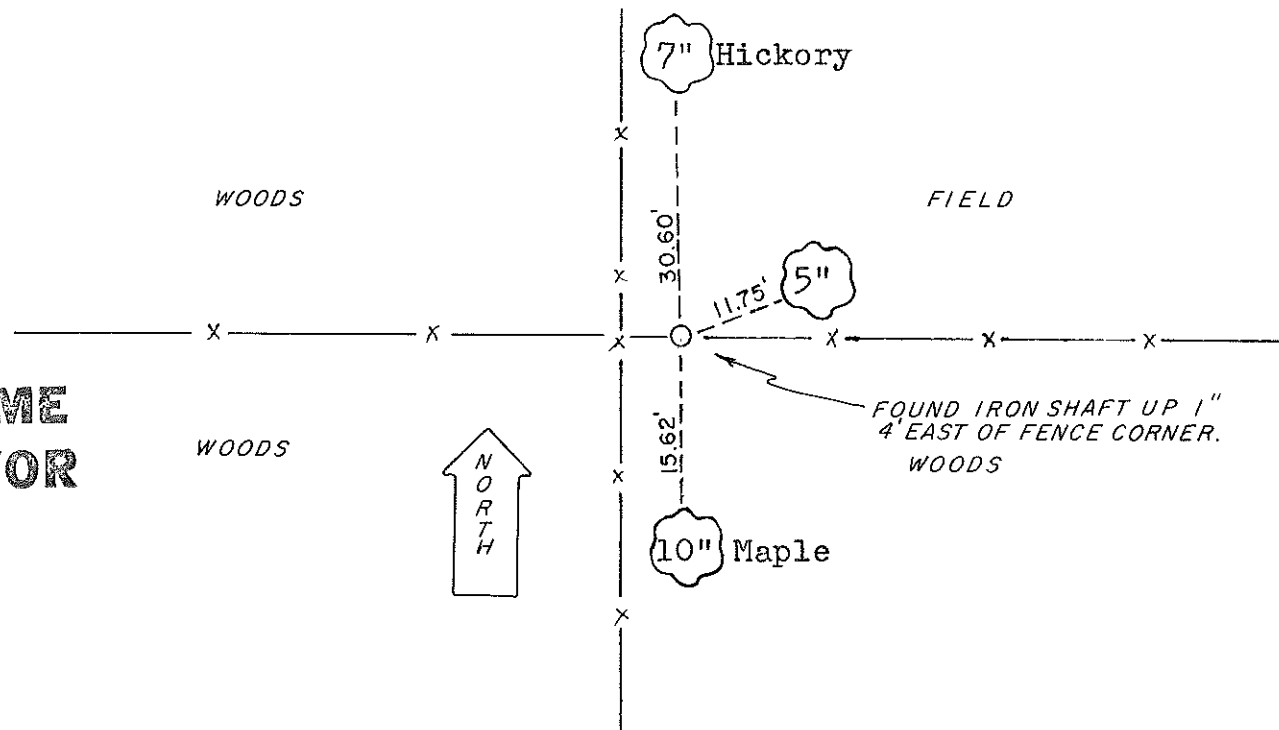 7" Hickory
WOODS
FIELD
30.60'
5"
11.75'
FOUND IRON SHAFT UP 1"
4' EAST OF FENCE CORNER.
WOODS
WOODS
NORTH
15.62'
10" Maple